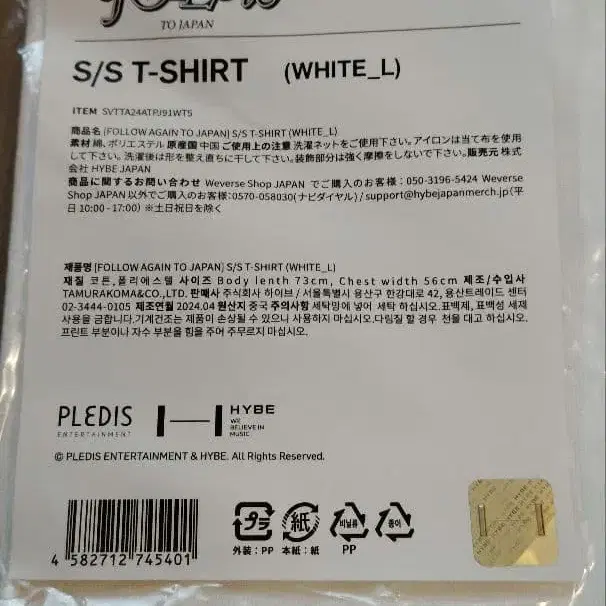 TO JAPAN
S/S T-SHIRT (WHITE_L)
ITEM SVTTA24ATPJ91WT5
商品名 [FOLLOW AGAIN TO JAPAN] S/S T-SHIRT (WHITE_L)
素材 綿、ポリエステル 原産国 中国 ご使用上の注意 洗濯ネットをご使用下さい。アイロンは当て布を使用
して下さい。洗濯後は形を整え直ちに干して下さい。装飾部分は強く摩擦をしないで下さい。販売元 株式
会社 HYBE JAPAN
商品に関するお問い合わせ Weverse Shop JAPAN でご購入のお客様：050-3196-5424 Weverse
Shop JAPAN 以外でご購入のお客様：0570-058030(ナビダイヤル) / support@hybejapanmerch.jp(平
日 10:00 - 17:00) ※土日祝日を除く
제품명 [FOLLOW AGAIN TO JAPAN] S/S T-SHIRT (WHITE_L)
재질 코튼, 폴리에스텔 사이즈 Body lenth 73cm, Chest width 56cm 제조/수입사
TAMURAKOMA&CO.,LTD. 판매사 주식회사 하이브 / 서울특별시 용산구 한강대로 42, 용산트레이드 센터
02-3444-0105 제조연월 2024.04 원산지 중국 주의사항 세탁망에 넣어 세탁 하십시오.표백제, 표백성 세제
사용을 금합니다.기계건조는 제품이 손상될 수 있으니 사용하지 마십시오.다림질 할 경우 천을 대고 하십시오.
프린트 부분이나 자수 부분을 힘을 주어 주무르지 마십시오.
PLEDIS
ENTERTAINMENT
HYBE
WE
BELIEVE IN
MUSIC
© PLEDIS ENTERTAINMENT & HYBE. All Rights Reserved.
プラ 紙 비닐류 종이
外装：PP 本紙：紙 PP
4 582712 745401
HYBE